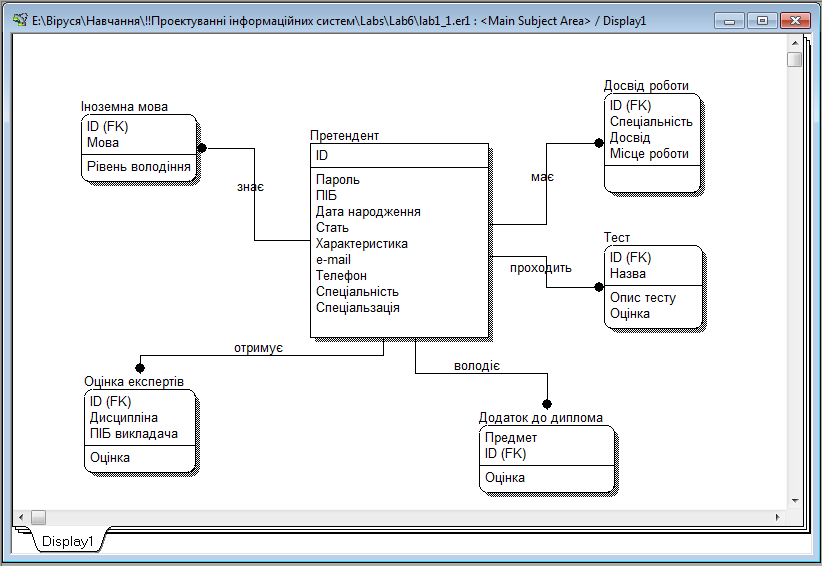 E:\Віруса\Навчання\!!Проектуванні інформаційних систем\Labs\Lab6\lab1_1.er1 : <Main Subject Area> / Display1
Іноземна мова
ID (FK)
Мова
Рівень володіння
знає
Претендент
ID
Пароль
ПІБ
Дата народження
Стать
Характеристика
e-mail
Телефон
Спеціальність
Спеціальзація
Досвід роботи
ID (FK)
Спеціальність
Досвід
Місце роботи
має
Тест
ID (FK)
Назва
Опис тесту
Оцінка
проходить
отримує
Оцінка експертів
ID (FK)
Дисципліна
ПІБ викладача
Оцінка
володіє
Додаток до диплома
Предмет
ID (FK)
Оцінка
Display1